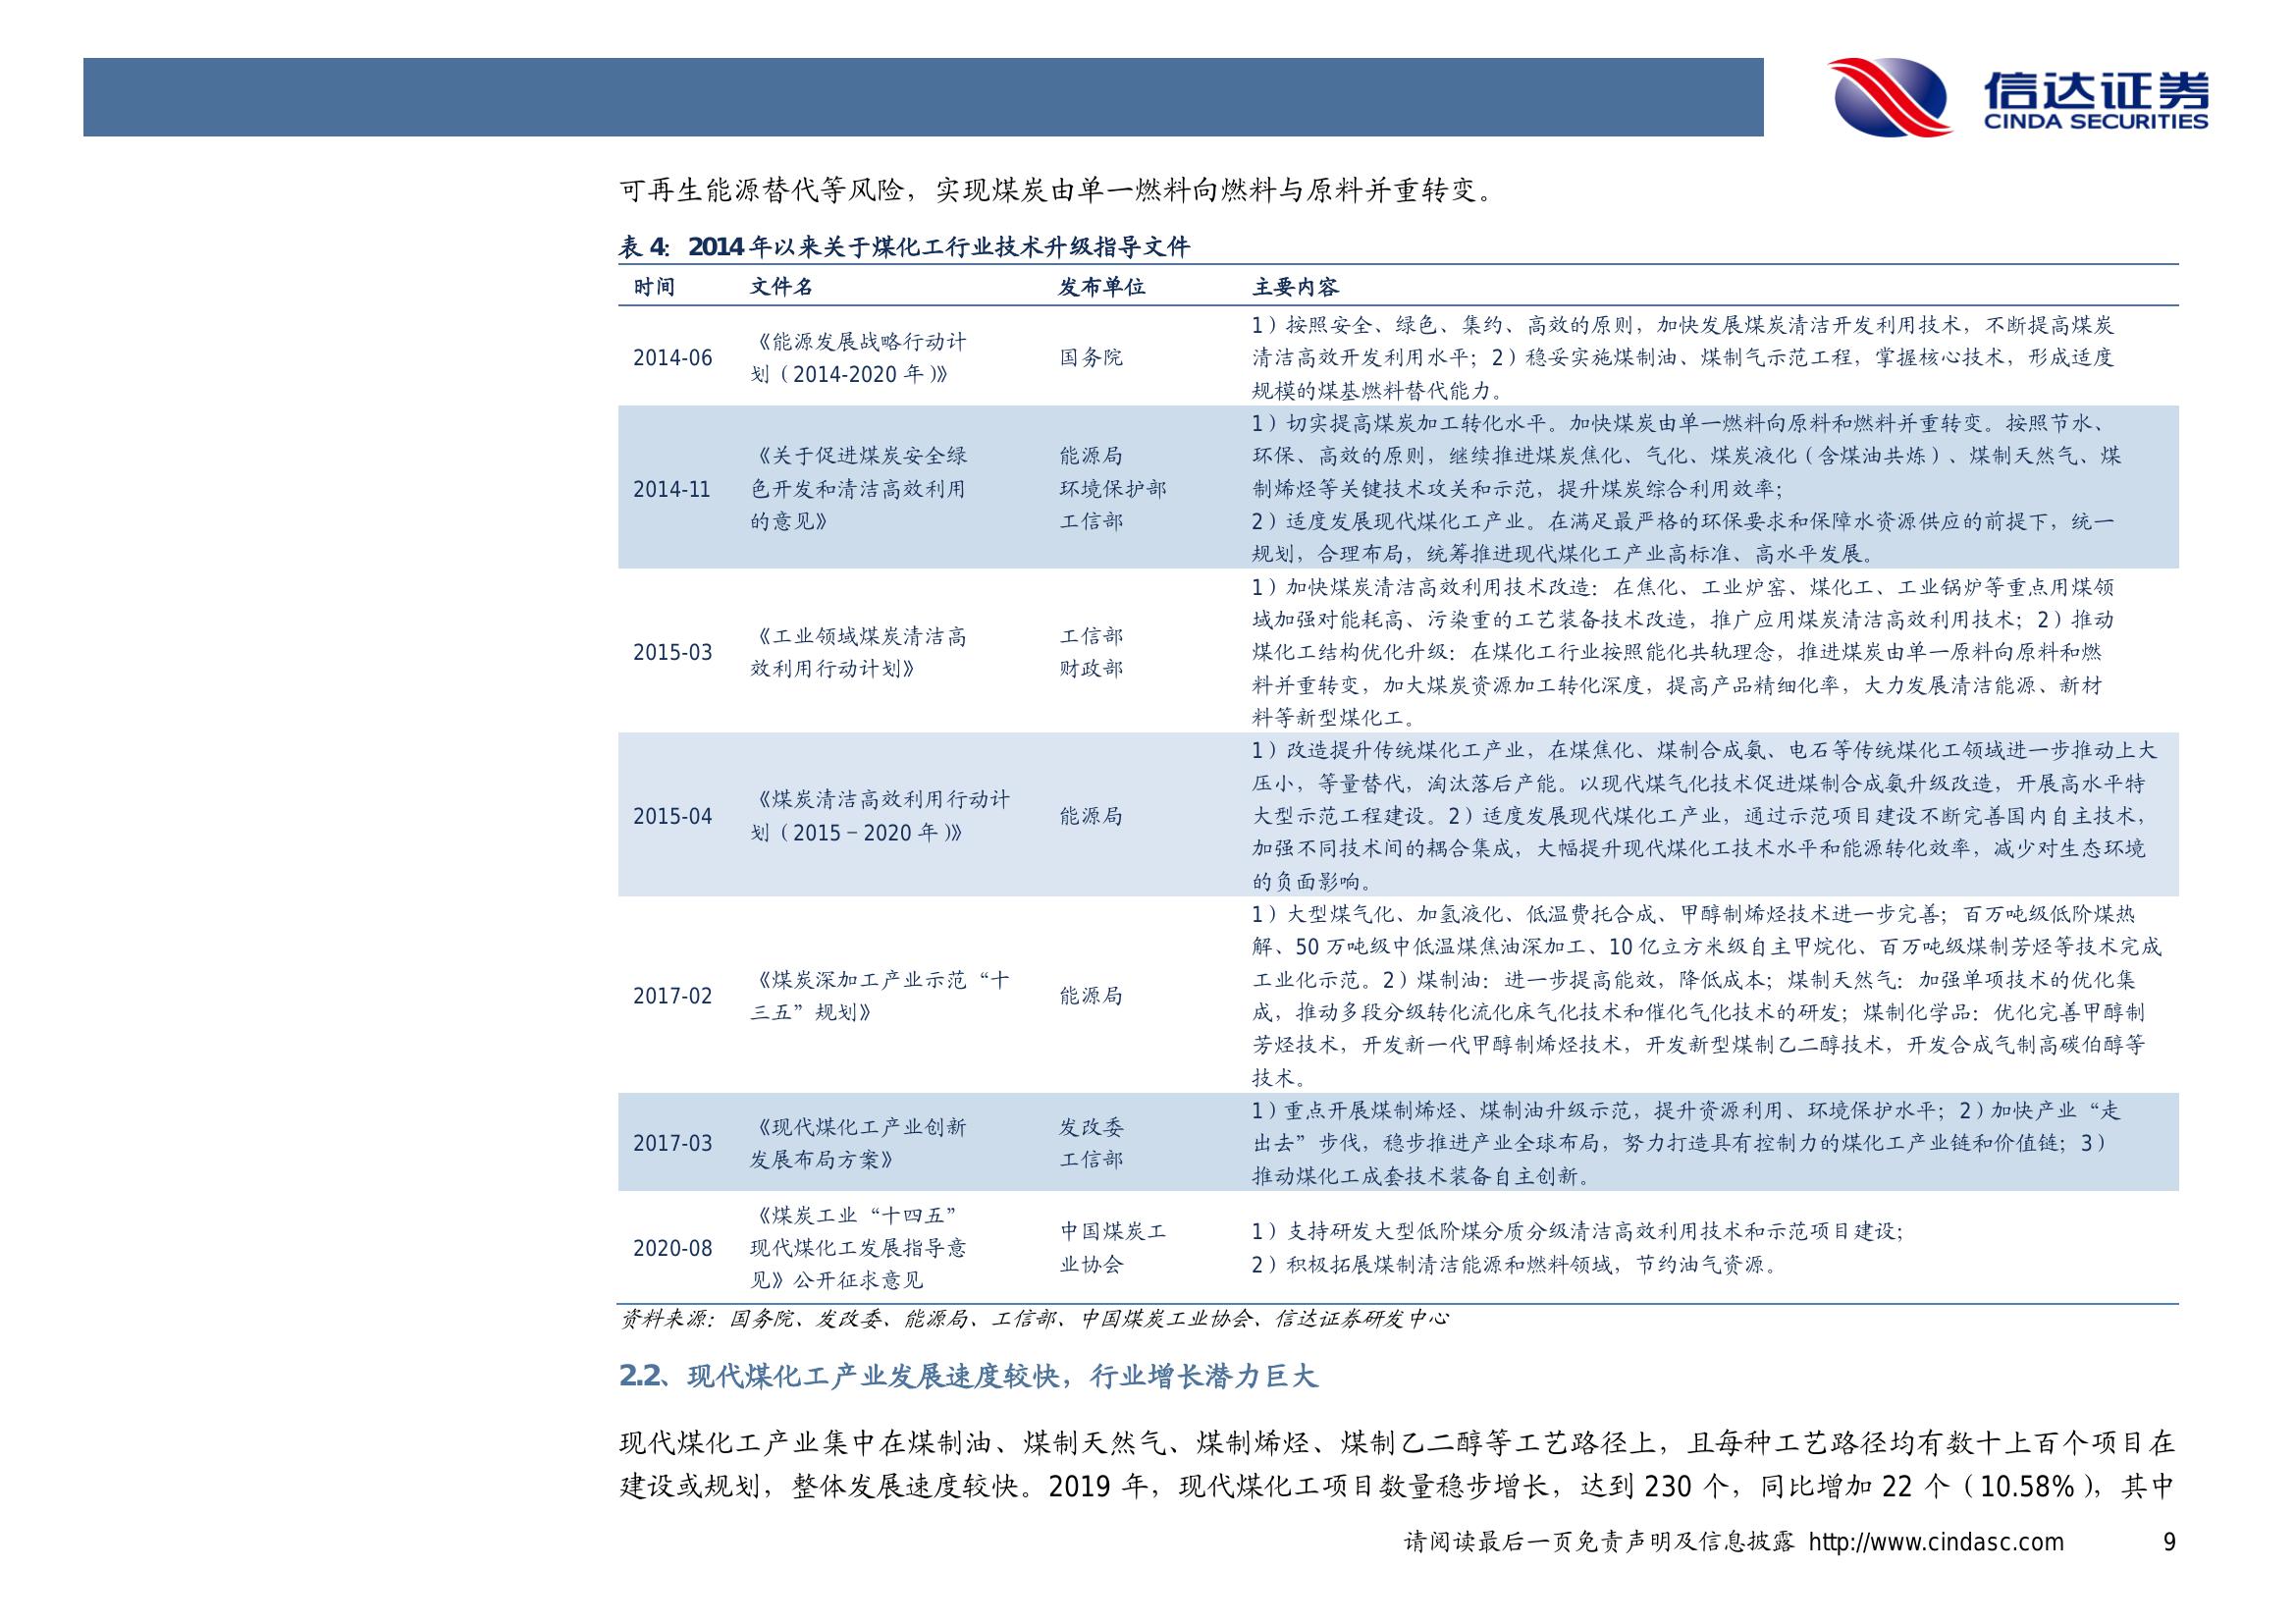 信达证券
CINDA SECURITIES
可再生能源替代等风险，实现煤炭由单一燃料向燃料与原料并重转变。
表 4: 2014 年以来关于煤化工行业技术升级指导文件
时间 文件名 发布单位 主要内容
2014-06
《能源发展战略行动计
划（2014-2020 年）》
国务院
1）按照安全、绿色、集约、高效的原则，加快发展煤炭清洁开发利用技术，不断提高煤炭
清洁高效开发利用水平；2）稳妥实施煤制油、煤制气示范工程，掌握核心技术，形成适度
规模的煤基燃料替代能力。
2014-11
《关于促进煤炭安全绿
色开发和清洁高效利用
的意见》
能源局
环境保护部
工信部
1）切实提高煤炭加工转化水平。加快煤炭由单一燃料向原料和燃料并重转变。按照节水、
环保、高效的原则，继续推进煤炭焦化、气化、煤炭液化（含煤油共炼）、煤制天然气、煤
制烯烃等关键技术攻关和示范，提升煤炭综合利用效率；
2）适度发展现代煤化工产业。在满足最严格的环保要求和保障水资源供应的前提下，统一
规划，合理布局，统筹推进现代煤化工产业高标准、高水平发展。
2015-03
《工业领域煤炭清洁高
效利用行动计划》
工信部
财政部
1）加快煤炭清洁高效利用技术改造：在焦化、工业炉窑、煤化工、工业锅炉等重点用煤领
域加强对能耗高、污染重的工艺装备技术改造，推广应用煤炭清洁高效利用技术；2）推动
煤化工结构优化升级：在煤化工行业按照能化共轨理念，推进煤炭由单一原料向原料和燃
料并重转变，加大煤炭资源加工转化深度，提高产品精细化率，大力发展清洁能源、新材
料等新型煤化工。
2015-04
《煤炭清洁高效利用行动计
划（2015－2020 年）》
能源局
1）改造提升传统煤化工产业，在煤焦化、煤制合成氨、电石等传统煤化工领域进一步推动上大
压小，等量替代，淘汰落后产能。以现代煤气化技术促进煤制合成氨升级改造，开展高水平特
大型示范工程建设。2）适度发展现代煤化工产业，通过示范项目建设不断完善国内自主技术，
加强不同技术间的耦合集成，大幅提升现代煤化工技术水平和能源转化效率，减少对生态环境
的负面影响。
2017-02
《煤炭深加工产业示范“十
三五”规划》
能源局
1）大型煤气化、加氢液化、低温费托合成、甲醇制烯烃技术进一步完善；百万吨级低阶煤热
解、50 万吨级中低温煤焦油深加工、10 亿立方米级自主甲烷化、百万吨级煤制芳烃等技术完成
工业化示范。2）煤制油：进一步提高能效，降低成本；煤制天然气：加强单项技术的优化集
成，推动多段分级转化流化床气化技术和催化气化技术的研发；煤制化学品：优化完善甲醇制
芳烃技术，开发新一代甲醇制烯烃技术，开发新型煤制乙二醇技术，开发合成气制高碳伯醇等
技术。
2017-03
《现代煤化工产业创新
发展布局方案》
发改委
工信部
1）重点开展煤制烯烃、煤制油升级示范，提升资源利用、环境保护水平；2）加快产业“走
出去”步伐，稳步推进产业全球布局，努力打造具有控制力的煤化工产业链和价值链；3）
推动煤化工成套技术装备自主创新。
2020-08
《煤炭工业“十四五”
现代煤化工发展指导意
见》公开征求意见
中国煤炭工
业协会
1）支持研发大型低阶煤分质分级清洁高效利用技术和示范项目建设；
2）积极拓展煤制清洁能源和燃料领域，节约油气资源。
资料来源：国务院、发改委、能源局、工信部、中国煤炭工业协会、信达证券研发中心
2.2、现代煤化工产业发展速度较快，行业增长潜力巨大
现代煤化工产业集中在煤制油、煤制天然气、煤制烯烃、煤制乙二醇等工艺路径上，且每种工艺路径均有数十上百个项目在
建设或规划，整体发展速度较快。2019 年，现代煤化工项目数量稳步增长，达到 230 个，同比增加 22 个（10.58%），其中
请阅读最后一页免责声明及信息披露 http://www.cindasc.com 9